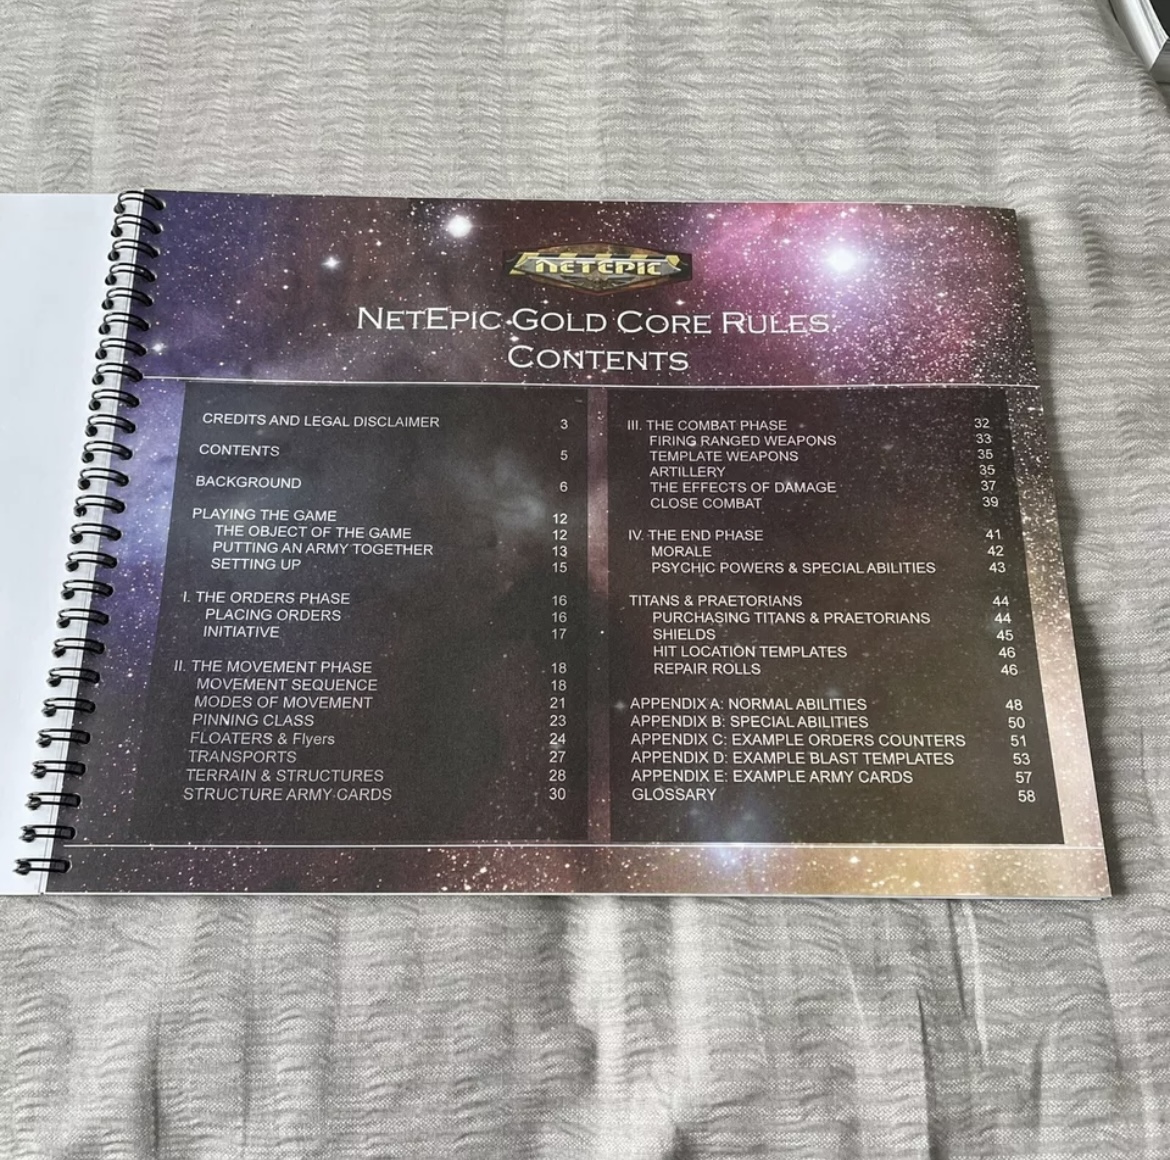 NETEPIC
NETEPIC GOLD CORE RULES
CONTENTS
CREDITS AND LEGAL DISCLAIMER 3
CONTENTS 5
BACKGROUND 6
PLAYING THE GAME 12
THE OBJECT OF THE GAME 12
PUTTING AN ARMY TOGETHER 13
SETTING UP 15
I. THE ORDERS PHASE 16
PLACING ORDERS 16
INITIATIVE 17
II. THE MOVEMENT PHASE 18
MOVEMENT SEQUENCE 18
MODES OF MOVEMENT 21
PINNING CLASS 23
FLOATERS & Flyers 24
TRANSPORTS 27
TERRAIN & STRUCTURES 28
STRUCTURE ARMY CARDS 30
III. THE COMBAT PHASE 32
FIRING RANGED WEAPONS 33
TEMPLATE WEAPONS 35
ARTILLERY 35
THE EFFECTS OF DAMAGE 37
CLOSE COMBAT 39
IV. THE END PHASE 41
MORALE 42
PSYCHIC POWERS & SPECIAL ABILITIES 43
TITANS & PRAETORIANS 44
PURCHASING TITANS & PRAETORIANS 44
SHIELDS 45
HIT LOCATION TEMPLATES 46
REPAIR ROLLS 46
APPENDIX A: NORMAL ABILITIES 48
APPENDIX B: SPECIAL ABILITIES 50
APPENDIX C: EXAMPLE ORDERS COUNTERS 51
APPENDIX D: EXAMPLE BLAST TEMPLATES 53
APPENDIX E: EXAMPLE ARMY CARDS 57
GLOSSARY 58